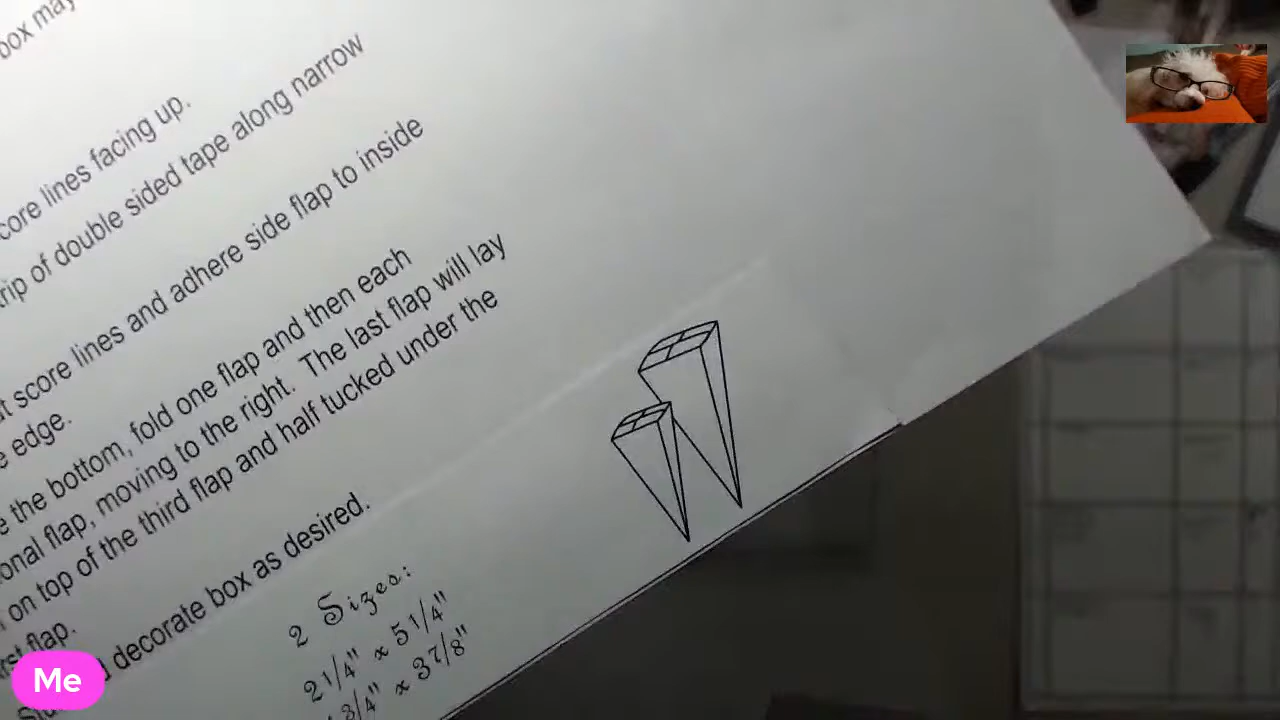 box may
core lines facing up.
rip of double sided tape along narrow
score lines and adhere side flap to inside
edge.
the bottom, fold one flap and then each
onal flap, moving to the right. The last flap will lay
on top of the third flap and half tucked under the
rst flap.
decorate box as desired.
2 Sizes:
2 1/4" x 5 1/4"
3/4" x 3 7/8"
Me